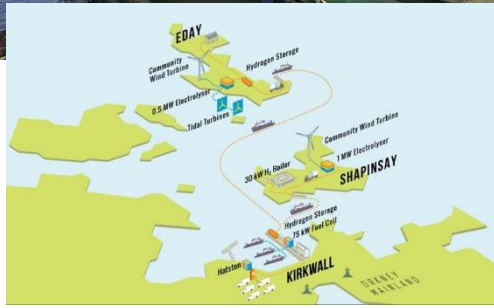 EDAY
Hydrogen Storage
Community
Wind Turbine
0.5 MW Electrolyser
Tidal Turbines
Community Wind Turbine
1 MW Electrolyser
30 kW H₂ Boiler
SHAPINSAY
Hydrogen Storage
75 kW Fuel Cell
Hatston
KIRKWALL
ORKNEY
MAINLAND